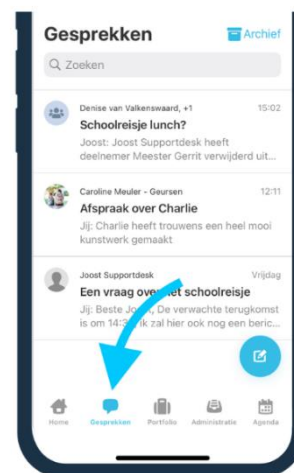 Gesprekken
Archief
Zoeken
Denise van Valkenswaard, +1
15:02
Schoolreisje lunch?
Joost: Joost Supportdesk heeft
deelnemer Meester Gerrit verwijderd uit...
Caroline Meuler - Geursen
12:11
Afspraak over Charlie
Jij: Charlie heeft trouwens een heel mooi
kunstwerk gemaakt
Joost Supportdesk
Vrijdag
Een vraag over het schoolreisje
Jij: Beste Jo , De verwachte terugkomst
is om 14:3 ik zal hier ook nog een beric...
Home
Gesprekken
Portfolio
Administratie
Agenda